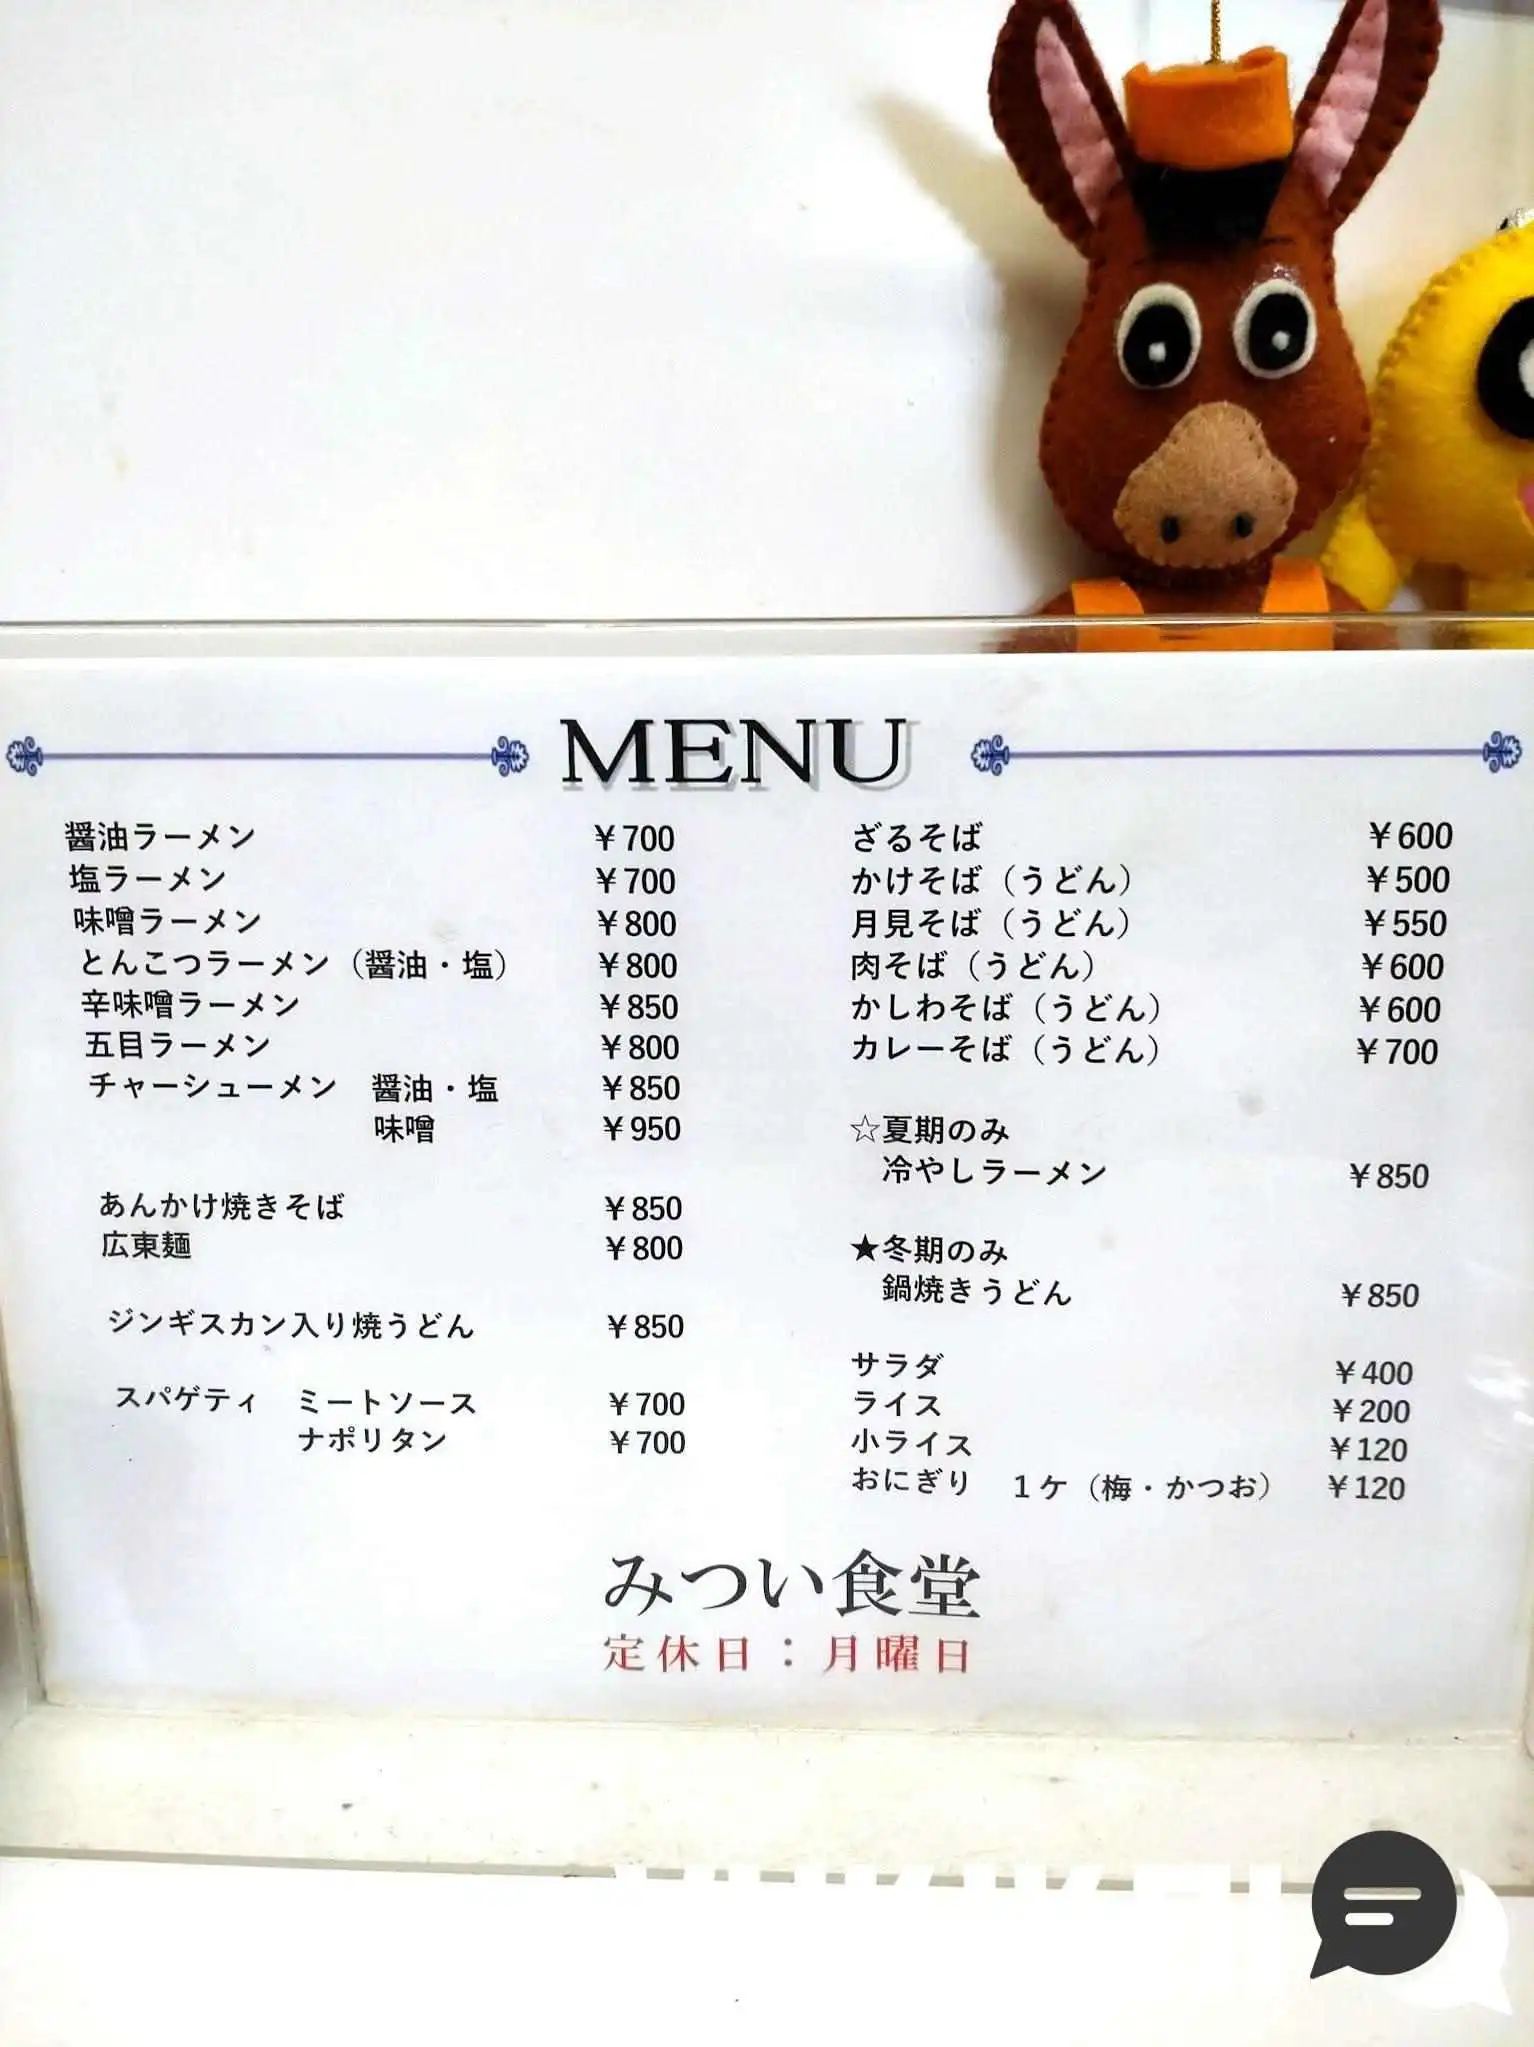 MENU
醤油ラーメン ￥700
塩ラーメン ￥700
味噌ラーメン ￥800
とんこつラーメン（醤油・塩） ￥800
辛味噌ラーメン ￥850
五目ラーメン ￥800
チャーシューメン 醤油・塩 ￥850
味噌 ￥950
あんかけ焼きそば ￥850
広東麺 ￥800
ジンギスカン入り焼うどん ￥850
スパゲティ ミートソース ￥700
ナポリタン ￥700
ざるそば ￥600
かけそば（うどん） ￥500
月見そば（うどん） ￥550
肉そば（うどん） ￥600
かしわそば（うどん） ￥600
カレーそば（うどん） ￥700
☆夏期のみ
冷やしラーメン ￥850
★冬期のみ
鍋焼きうどん ￥850
サラダ ￥400
ライス ￥200
小ライス ￥120
おにぎり 1ケ（梅・かつお） ￥120
みつい食堂
定休日：月曜日